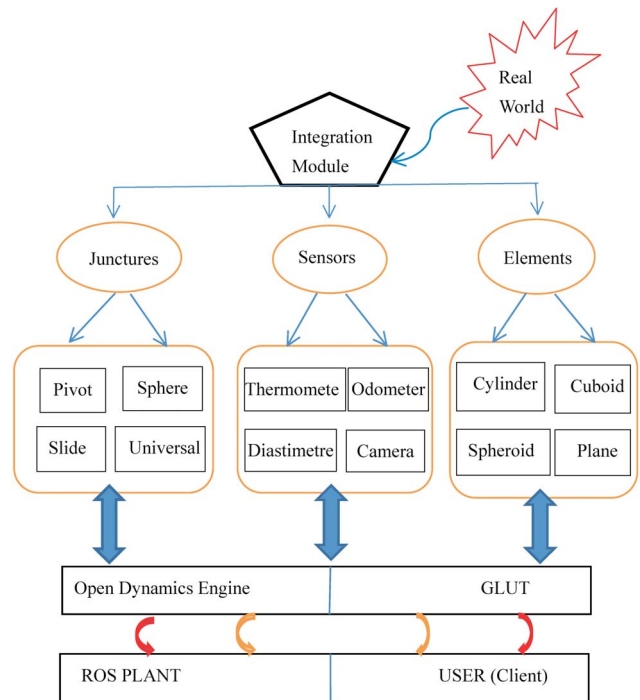 Real
World
Integration
Module
Junctures
Sensors
Elements
Pivot
Sphere
Slide
Universal
Thermomete
Odometer
Diastimetre
Camera
Cylinder
Cuboid
Spheroid
Plane
Open Dynamics Engine
GLUT
ROS PLANT
USER (Client)